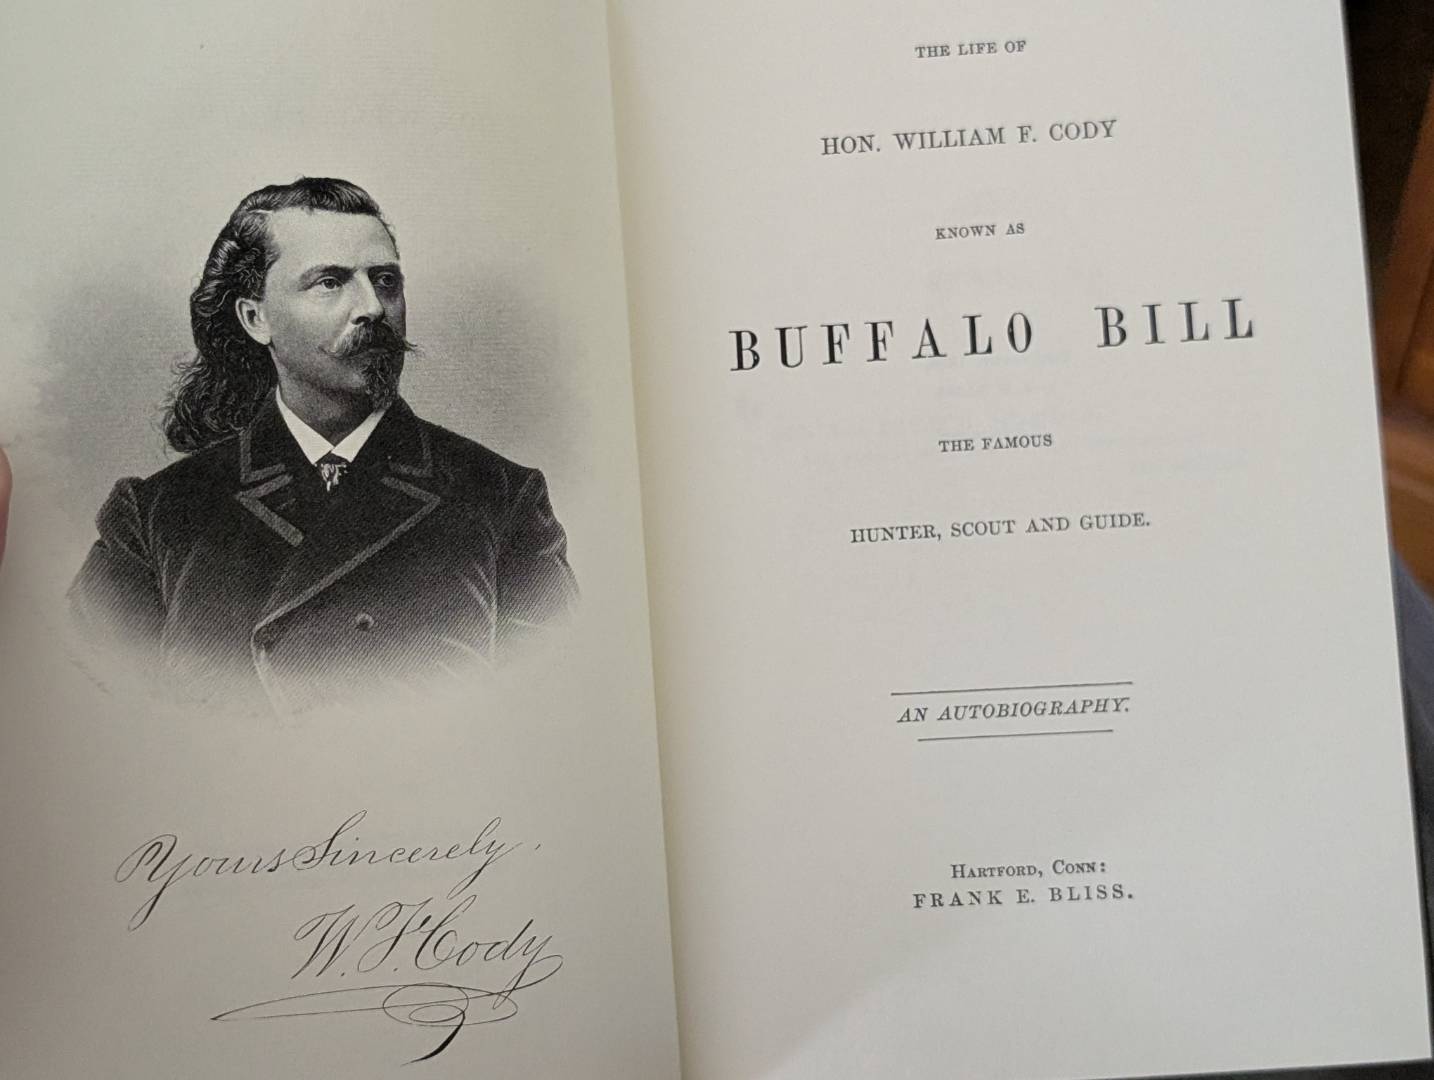 Yours Sincerely,
W. F. Cody
THE LIFE OF
HON. WILLIAM F. CODY
KNOWN AS
BUFFALO BILL
THE FAMOUS
HUNTER, SCOUT AND GUIDE.
AN AUTOBIOGRAPHY.
HARTFORD, CONN:
FRANK E. BLISS.